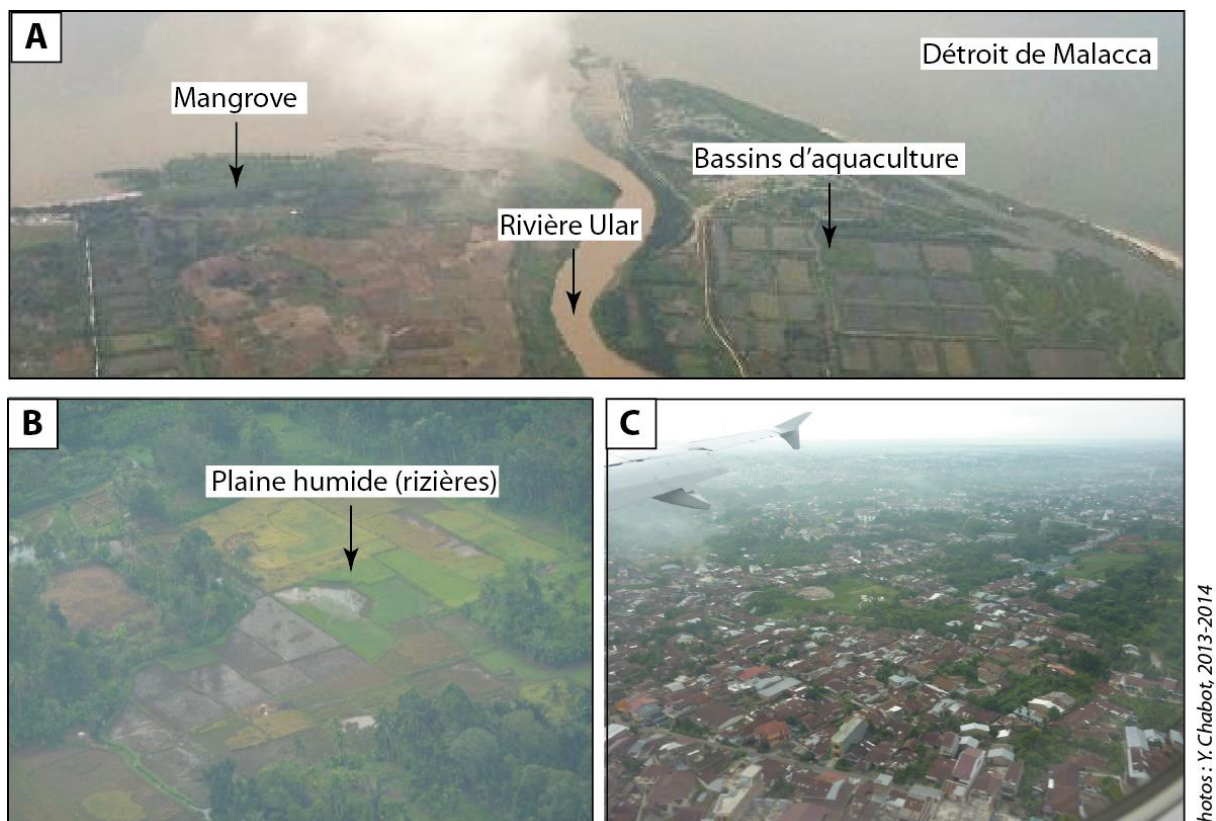 A
Détroit de Malacca
Mangrove
Bassins d'aquaculture
Rivière Ular
B
Plaine humide (rizières)
C
hotos : Y. Chabot, 2013-2014